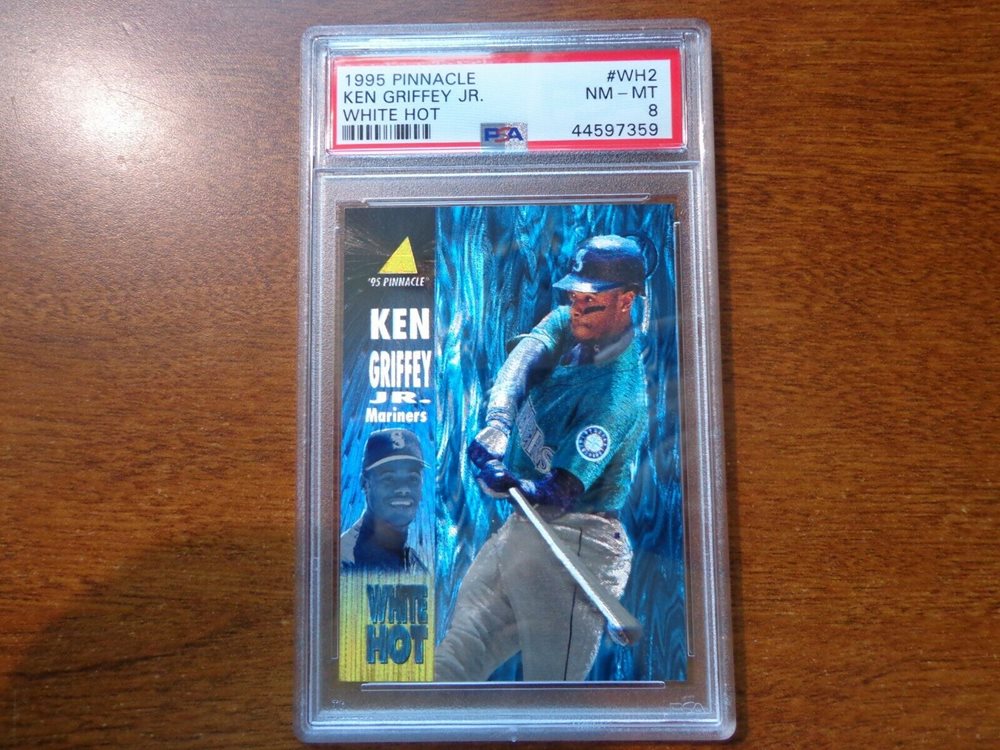 1995 PINNACLE #WH2
KEN GRIFFEY JR. NM - MT
WHITE HOT 8
PSA 44597359
'95 PINNACLE
KEN
GRIFFEY
JR.
Mariners
S
S
WHITE
HOT
PSA